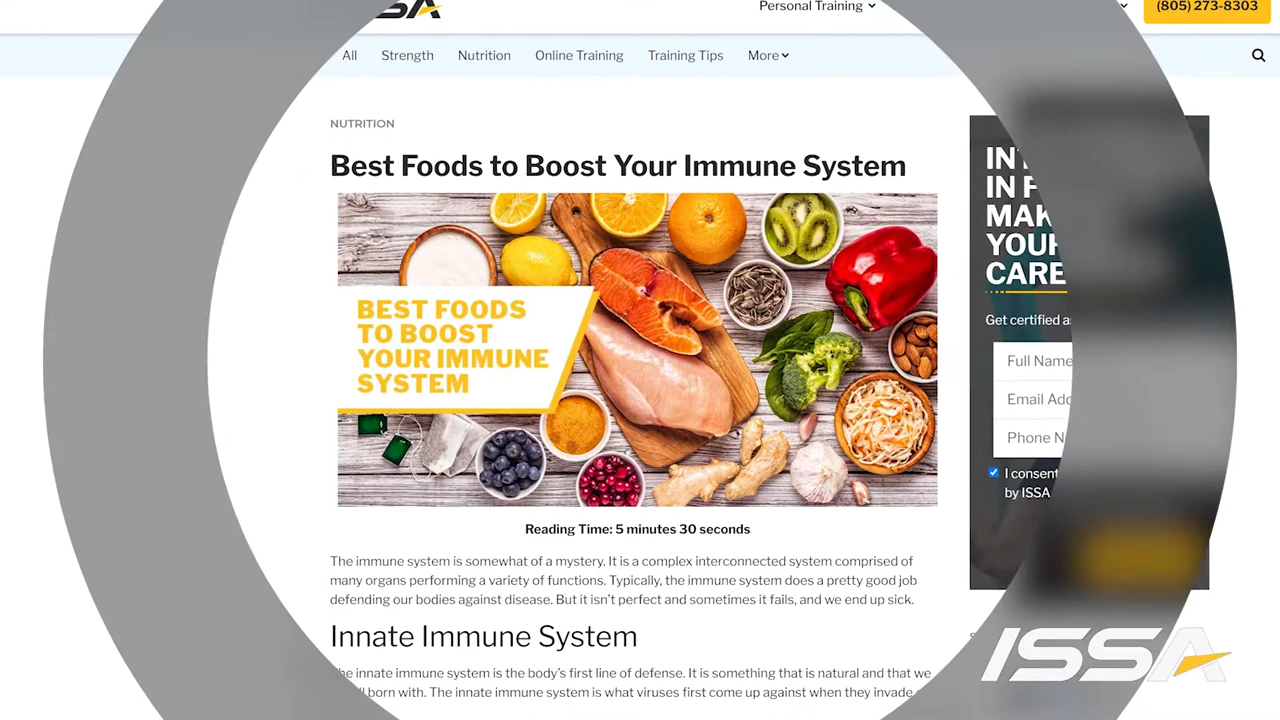 Personal Training
(805) 273-8303
All Strength Nutrition Online Training Training Tips More
NUTRITION
Best Foods to Boost Your Immune System
BEST FOODS
TO BOOST
YOUR IMMUNE
SYSTEM
IN
IN
MAK
YOUR
CARE
Get certified
Full Name
Email
Phone
I consent
by ISSA
Reading Time: 5 minutes 30 seconds
The immune system is somewhat of a mystery. It is a complex interconnected system comprised of
many organs performing a variety of functions. Typically, the immune system does a pretty good job
defending our bodies against disease. But it isn't perfect and sometimes it fails, and we end up sick.
Innate Immune System
innate immune system is the body's first line of defense. It is something that is natural and that we
born with. The innate immune system is what viruses first come up against when they invade
ISSA